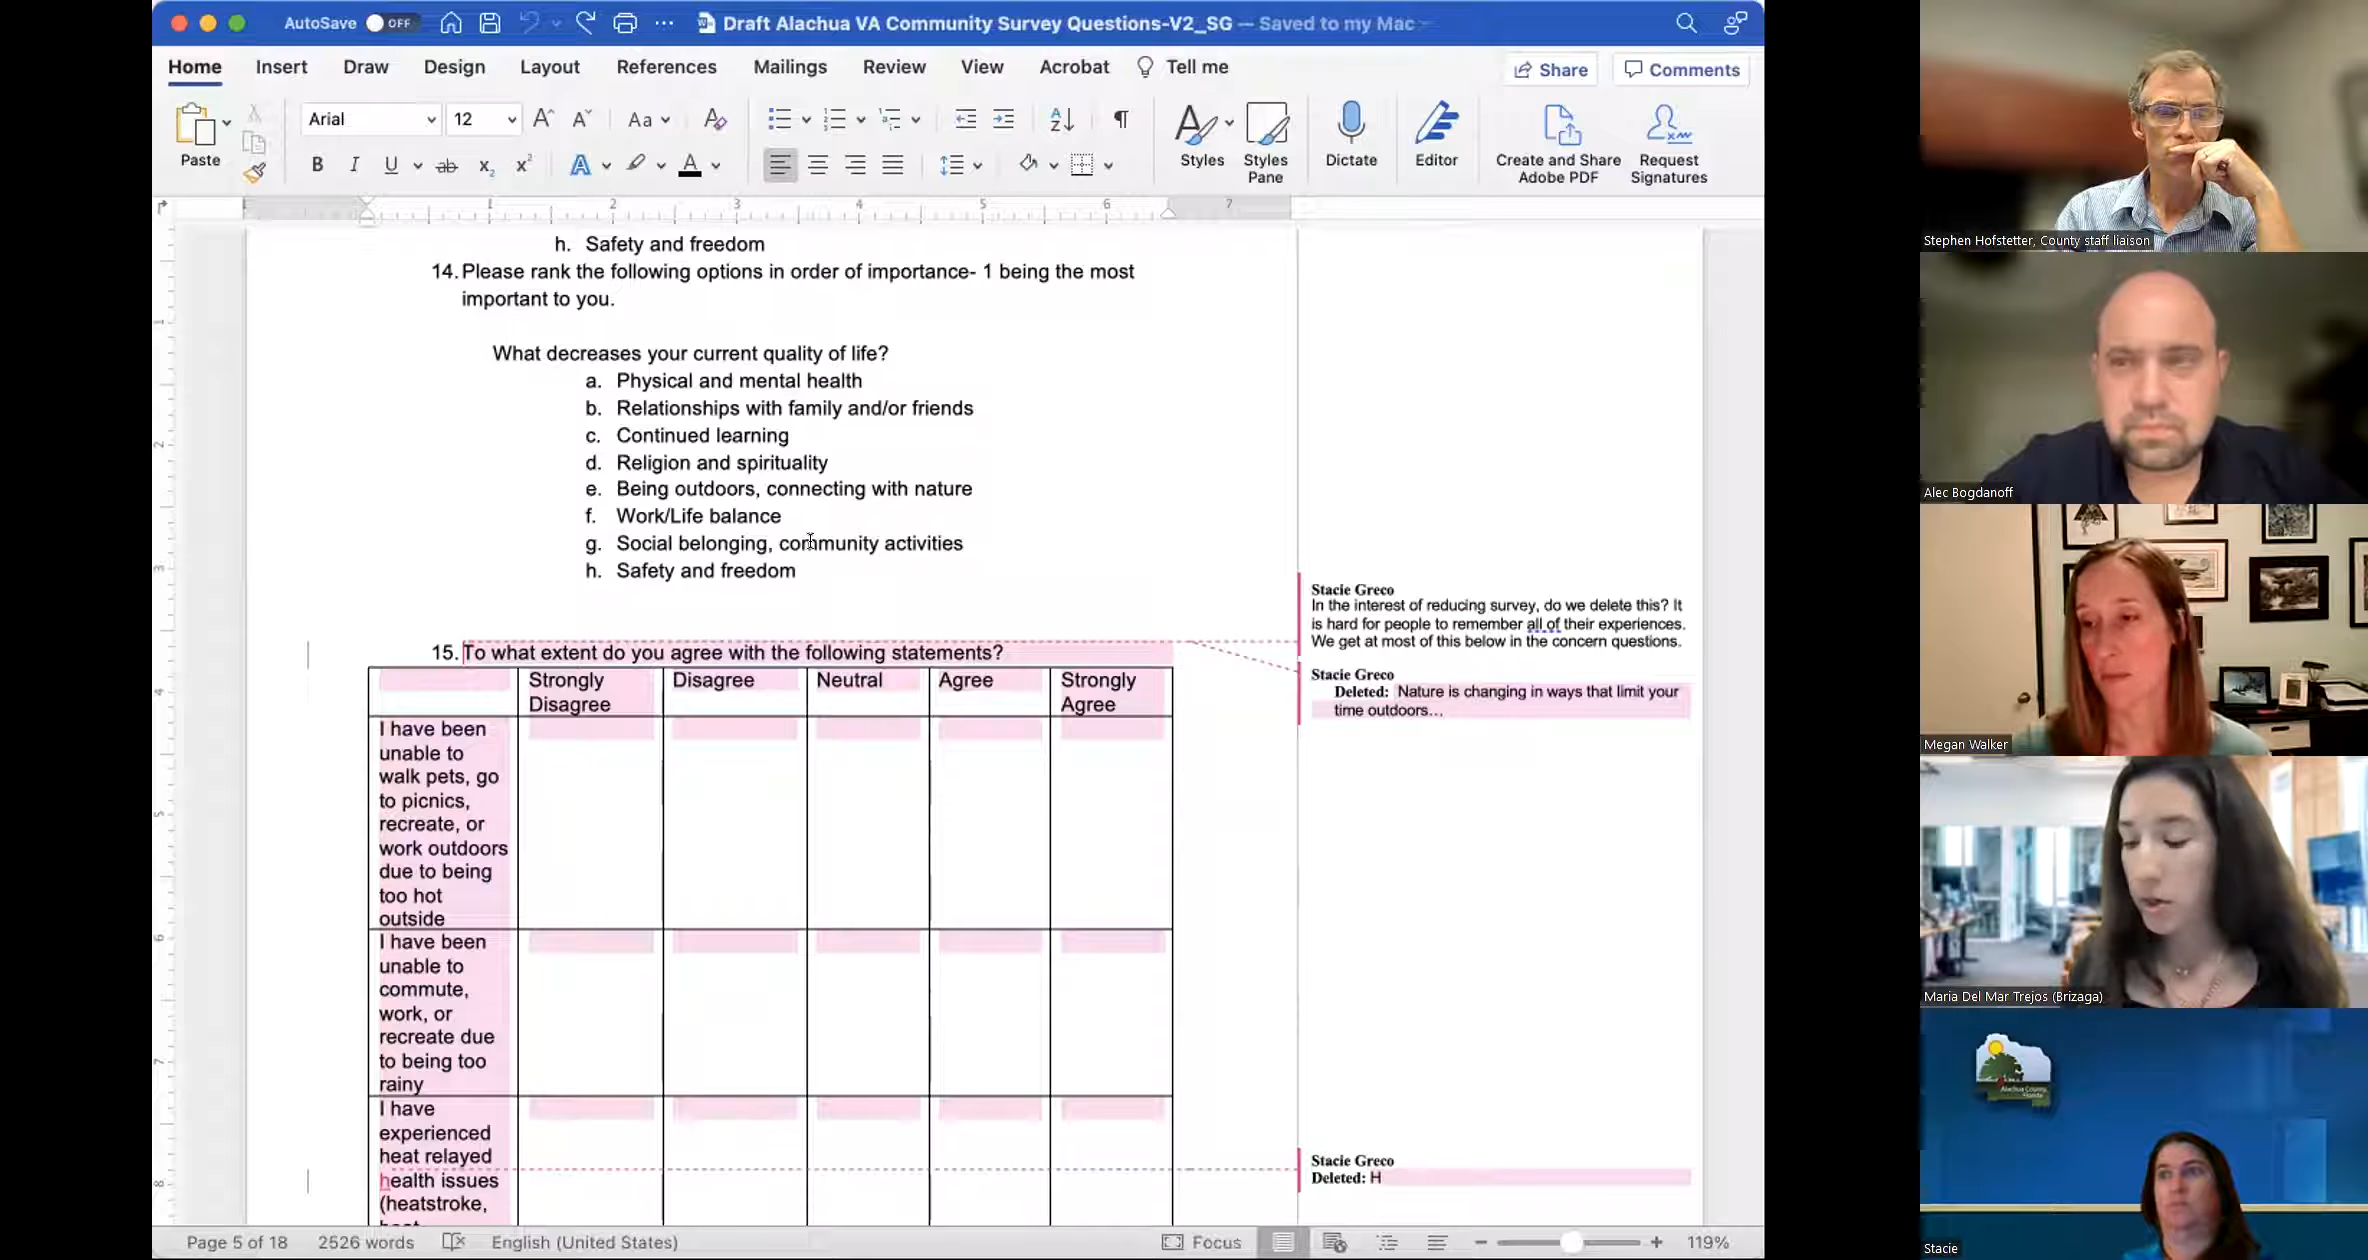 AutoSave OFF Draft Alachua VA Community Survey Questions-V2_SG — Saved to my Mac
Home Insert Draw Design Layout References Mailings Review View Acrobat Tell me Share Comments
Paste Arial 12 Aa Styles Styles Pane Dictate Editor Create and Share Adobe PDF Request Signatures
1 2 3 4 5 6 7
h. Safety and freedom
14. Please rank the following options in order of importance- 1 being the most
important to you.
What decreases your current quality of life?
a. Physical and mental health
b. Relationships with family and/or friends
c. Continued learning
d. Religion and spirituality
e. Being outdoors, connecting with nature
f. Work/Life balance
g. Social belonging, community activities
h. Safety and freedom
15. To what extent do you agree with the following statements?
Strongly Disagree Disagree Neutral Agree Strongly Agree
I have been
unable to
walk pets, go
to picnics,
recreate, or
work outdoors
due to being
too hot
outside
I have been
unable to
commute,
work, or
recreate due
to being too
rainy
I have
experienced
heat relayed
health issues
(heatstroke,
Stacie Greco
In the interest of reducing survey, do we delete this? It
is hard for people to remember all of their experiences.
We get at most of this below in the concern questions.
Stacie Greco
Deleted: Nature is changing in ways that limit your
time outdoors...
Stacie Greco
Deleted: H
Page 5 of 18 2526 words English (United States) Focus 119%
Stephen Hofstetter, County staff liaison
Alec Bogdanoff
Megan Walker
Maria Del Mar Trejos (Brizaga)
Alachua County
Florida
Stacie